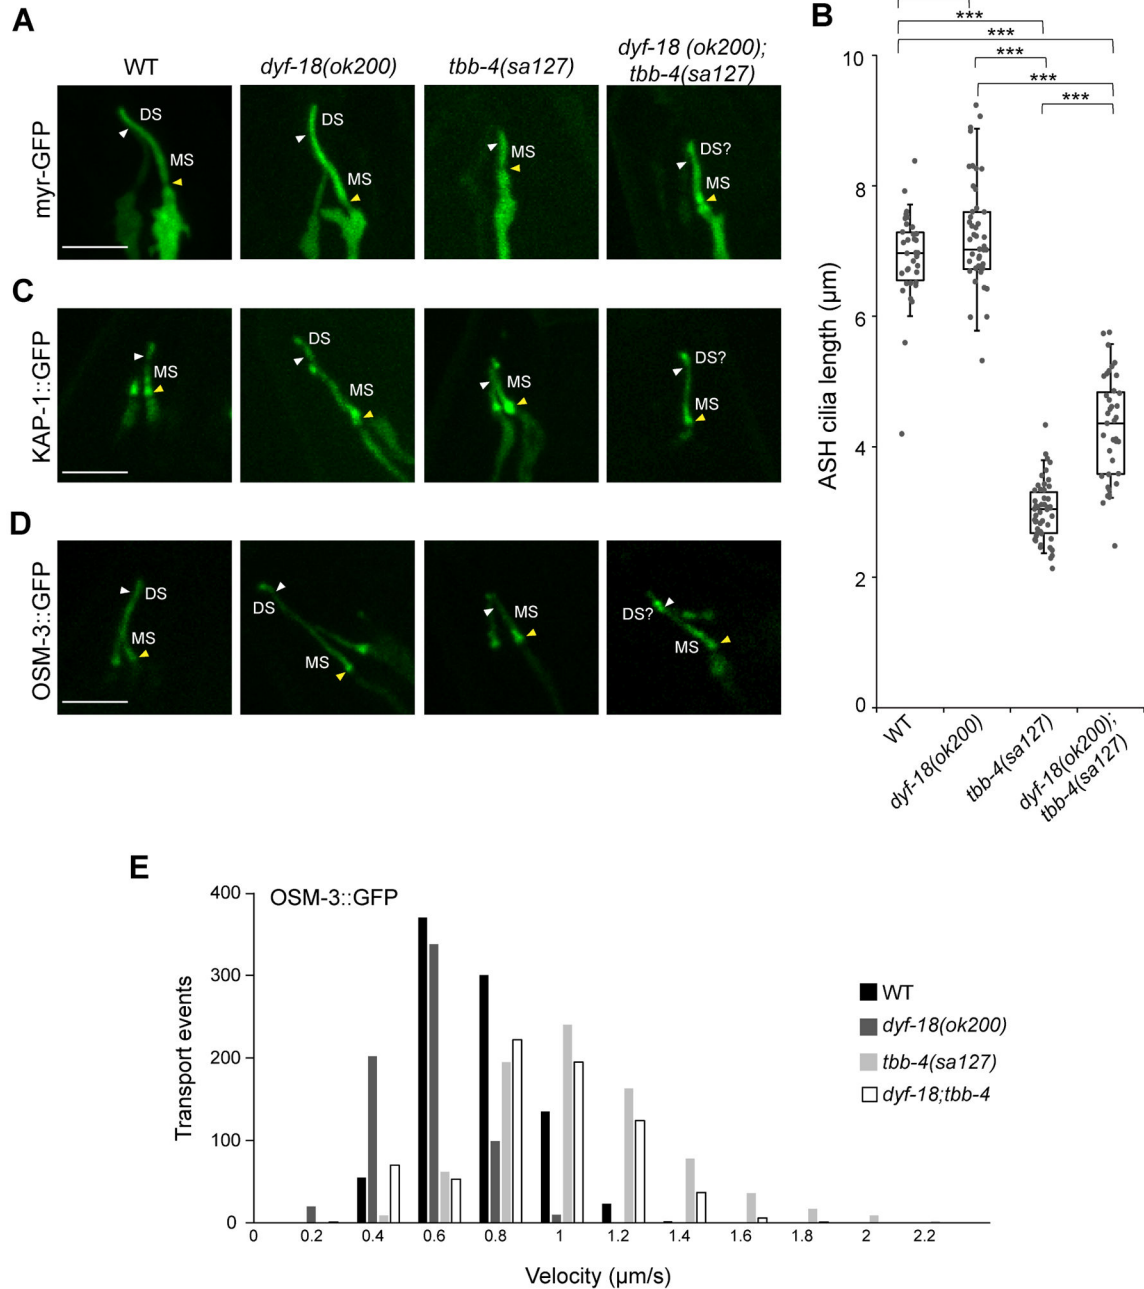 A
WT
dyf-18(ok200)
tbb-4(sa127)
dyf-18 (ok200);
tbb-4(sa127)
myr-GFP
DS
MS
DS
MS
MS
DS?
MS
C
KAP-1::GFP
MS
DS
MS
MS
DS?
MS
D
OSM-3::GFP
DS
MS
DS
MS
MS
DS?
MS
B
***
***
***
***
***
ASH cilia length (µm)
10
8
6
4
2
0
WT
dyf-18(ok200)
tbb-4(sa127)
dyf-18(ok200);
tbb-4(sa127)
E
OSM-3::GFP
Transport events
400
300
200
100
0
0 0.2 0.4 0.6 0.8 1 1.2 1.4 1.6 1.8 2 2.2
Velocity (µm/s)
WT
dyf-18(ok200)
tbb-4(sa127)
dyf-18;tbb-4